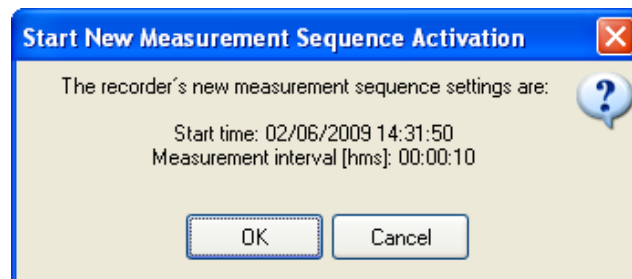 Start New Measurement Sequence Activation
The recorder´s new measurement sequence settings are:
Start time: 02/06/2009 14:31:50
Measurement interval [hms]: 00:00:10
OK
Cancel